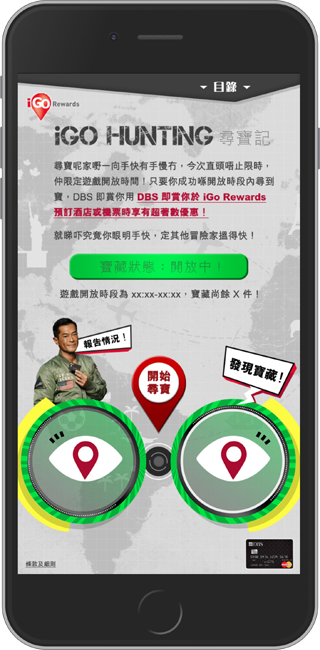 目錄
iGO Rewards
iGO HUNTING 尋寶記
尋寶呢家嘢一向手快有手慢冇,今次直頭唔止限時,
仲限定遊戲開放時間!只要你成功喺開放時段內尋到
寶,DBS 即賞你用 DBS 即賞你於 iGo Rewards
預訂酒店或機票時享有超著數優惠!
就睇吓究竟你眼明手快,定其他冒險家搵得快!
寶藏狀態:開放中!
遊戲開放時段為 xx:xx-xx:xx,寶藏尚餘 X 件!
報告情況!
開始
尋寶
發現寶藏!
DBS
條款及細則